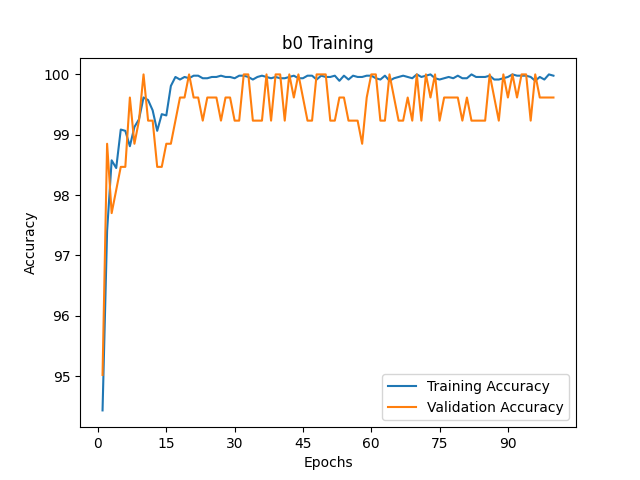 b0 Training
Accuracy
100
99
98
97
96
95
0 15 30 45 60 75 90
Epochs
Training Accuracy
Validation Accuracy